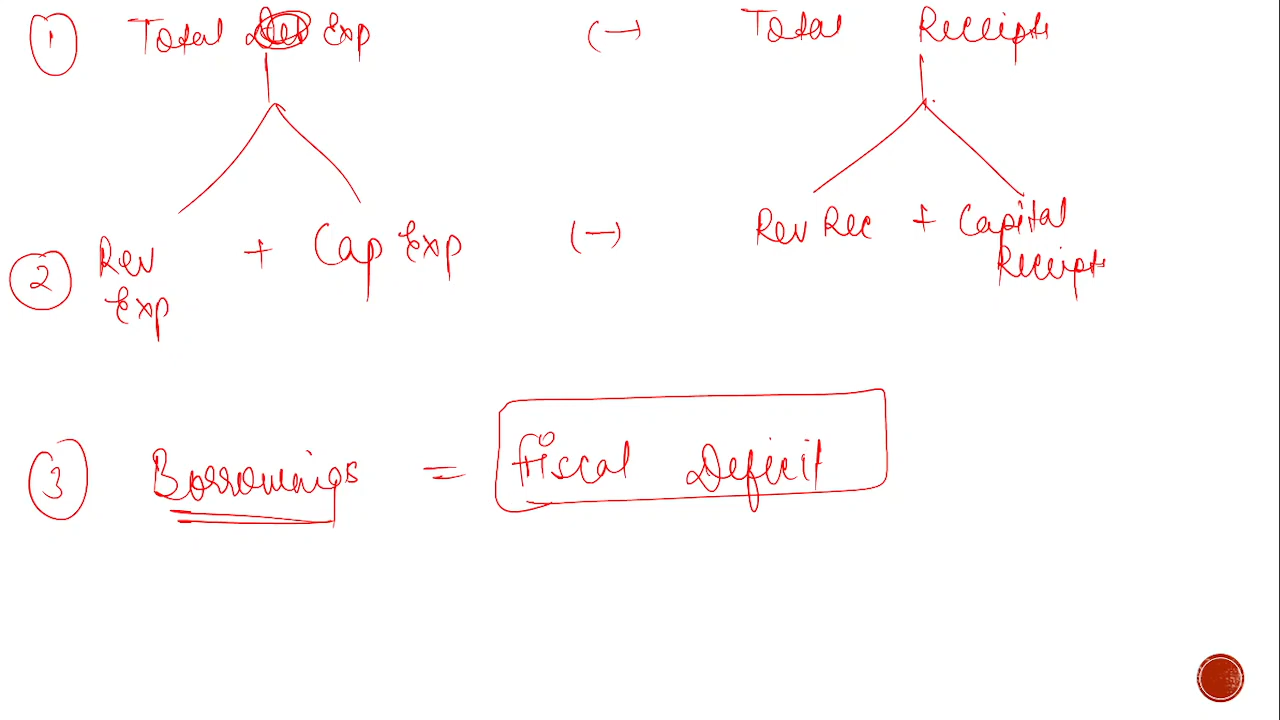 1 Total Exp (-) Total Receipts
2 Rev Exp + Cap Exp (-) Rev Rec + Capital Receipts
3 Borrowings = Fiscal Deficit